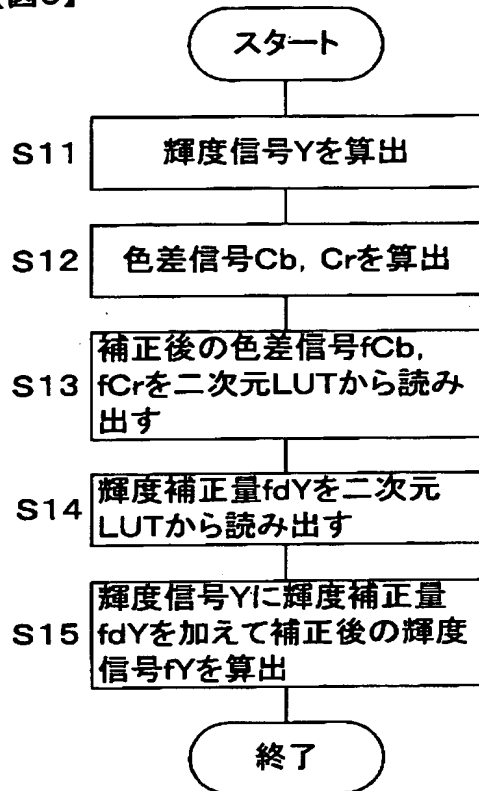 スタート
S11
輝度信号Yを算出
S12
色差信号Cb, Crを算出
S13
補正後の色差信号fCb,
fCrを二次元LUTから読み
出す
S14
輝度補正量fdYを二次元
LUTから読み出す
S15
輝度信号Yに輝度補正量
fdYを加えて補正後の輝度
信号fYを算出
終了